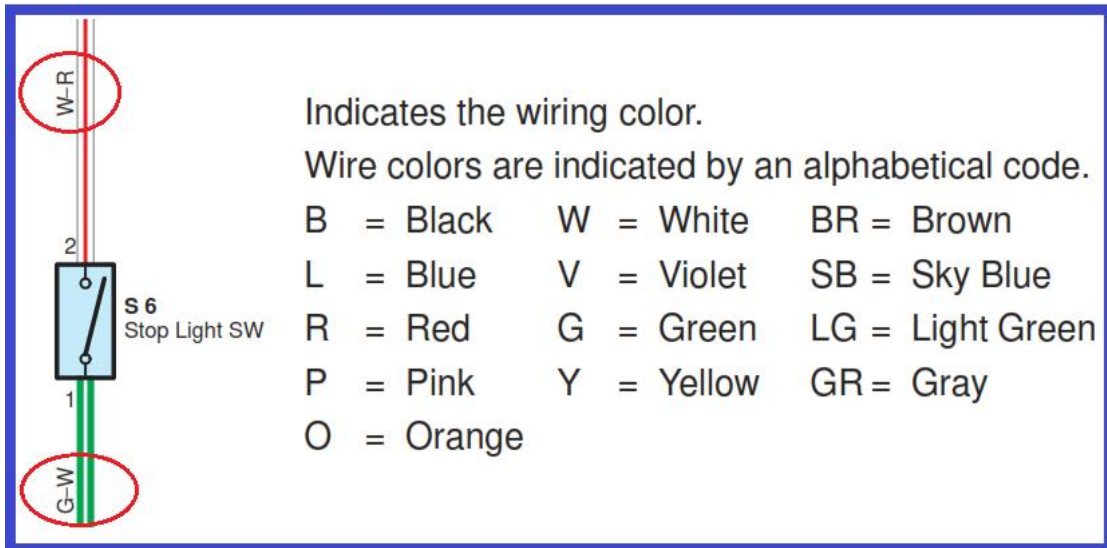 W–R
2
S 6
Stop Light SW
1
G–W
Indicates the wiring color.
Wire colors are indicated by an alphabetical code.
B = Black W = White BR = Brown
L = Blue V = Violet SB = Sky Blue
R = Red G = Green LG = Light Green
P = Pink Y = Yellow GR = Gray
O = Orange